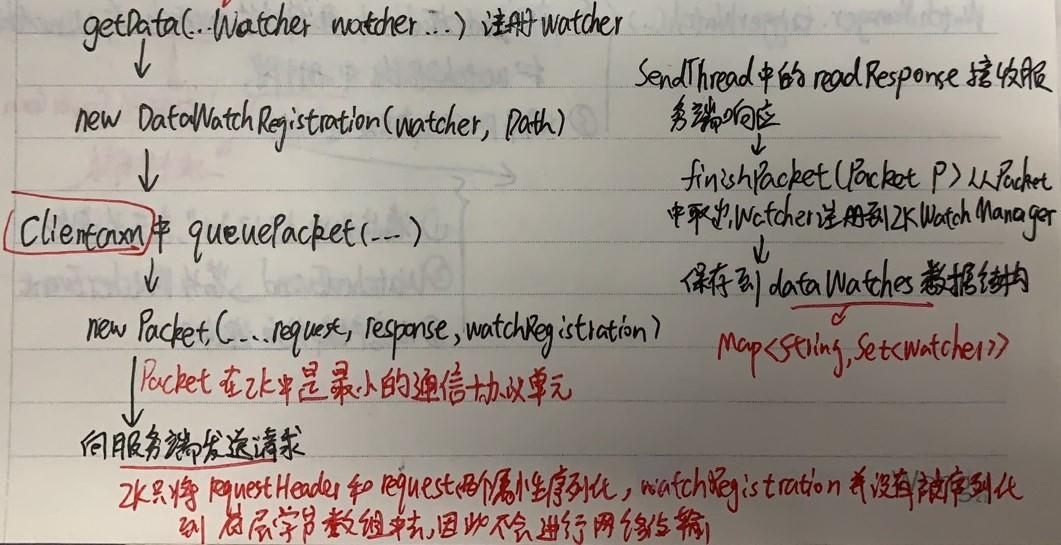 getData(...Watcher watcher...) 注册watcher
new DataWatchRegistration(watcher, Path)
Clientcnxn中 queuePacket(...)
new Packet(....request, response, watchRegistration)
Packet在ZK中是最小的通信协议单元
向服务端发送请求
ZK只将requestHeader和request两个属性序列化，watchRegistration并没有被序列化
到底层字节数组中去，因此不会进行网络传输
SendThread中的readResponse接收服
务端响应
finishPacket(Packet P)从Packet
中取出Watcher注册到ZKWatchManager
保存到dataWatches数据结构
Map<String, Set<Watcher>>